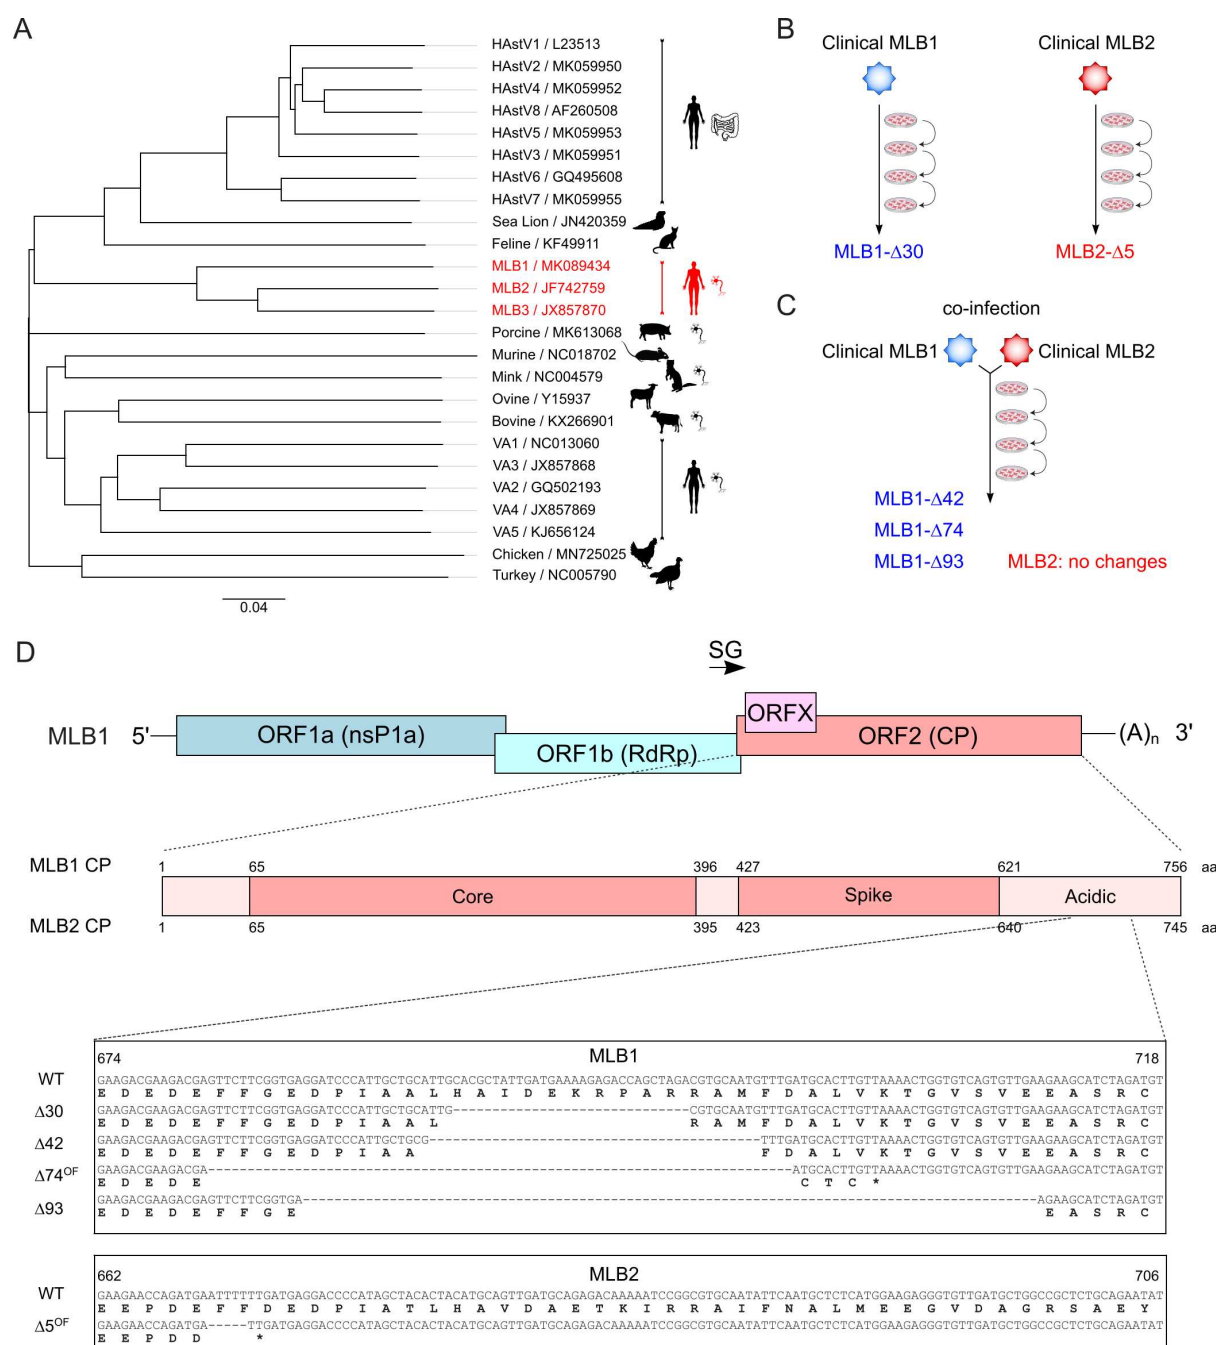 A
HAstV1 / L23513
HAstV2 / MK059950
HAstV4 / MK059952
HAstV8 / AF260508
HAstV5 / MK059953
HAstV3 / MK059951
HAstV6 / GQ495608
HAstV7 / MK059955
Sea Lion / JN420359
Feline / KF49911
MLB1 / MK089434
MLB2 / JF742759
MLB3 / JX857870
Porcine / MK613068
Murine / NC018702
Mink / NC004579
Ovine / Y15937
Bovine / KX266901
VA1 / NC013060
VA3 / JX857868
VA2 / GQ502193
VA4 / JX857869
VA5 / KJ656124
Chicken / MN725025
Turkey / NC005790
0.04
B
Clinical MLB1 Clinical MLB2
MLB1-Δ30 MLB2-Δ5
C
co-infection
Clinical MLB1 Clinical MLB2
MLB1-Δ42
MLB1-Δ74
MLB1-Δ93 MLB2: no changes
D
SG
ORFX
MLB1 5' ORF1a (nsP1a) ORF2 (CP) (A)n 3'
ORF1b (RdRp)
MLB1 CP 1 65 396 427 621 756 aa
Core Spike Acidic
MLB2 CP 1 65 395 423 640 745 aa
674 MLB1 718
WT GAAGACGAAGACGAGTTCTTCGGTGAGGATCCCATTGCTGCATTGCACGCTATTGATGAAAAGAGACCAGCTAGACGTGCAATGTTTGATGCACTTGTTAAAACTGGTGTCAGTGTTGAAGAAGCATCTAGATGT
E D E D E F F G E D P I A A L H A I D E K R P A R R A M F D A L V K T G V S V E E A S R C
Δ30 GAAGACGAAGACGAGTTCTTCGGTGAGGATCCCATTGCTGCATTG------------------------------CGTGCAATGTTTGATGCACTTGTTAAAACTGGTGTCAGTGTTGAAGAAGCATCTAGATGT
E D E D E F F G E D P I A A L R A M F D A L V K T G V S V E E A S R C
Δ42 GAAGACGAAGACGAGTTCTTCGGTGAGGATCCCATTGCTGCG------------------------------------------TTTGATGCACTTGTTAAAACTGGTGTCAGTGTTGAAGAAGCATCTAGATGT
E D E D E F F G E D P I A A F D A L V K T G V S V E E A S R C
Δ74OF GAAGACGAAGACGA--------------------------------------------------------------------------ATGCACTTGTTAAAACTGGTGTCAGTGTTGAAGAAGCATCTAGATGT
E D E D E C T C *
Δ93 GAAGACGAAGACGAGTTCTTCGGTGA---------------------------------------------------------------------------------------------AGAAGCATCTAGATGT
E D E D E F F G E E A S R C
662 MLB2 706
WT GAAGAACCAGATGAATTTTTTGATGAGGACCCCATAGCTACACTACATGCAGTTGATGCAGAGACAAAAATCCGGCGTGCAATATTCAATGCTCTCATGGAAGAGGGTGTTGATGCTGGCCGCTCTGCAGAATAT
E E P D E F F D E D P I A T L H A V D A E T K I R R A I F N A L M E E G V D A G R S A E Y
Δ5OF GAAGAACCAGATGA-----TTGATGAGGACCCCATAGCTACACTACATGCAGTTGATGCAGAGACAAAAATCCGGCGTGCAATATTCAATGCTCTCATGGAAGAGGGTGTTGATGCTGGCCGCTCTGCAGAATAT
E E P D D *